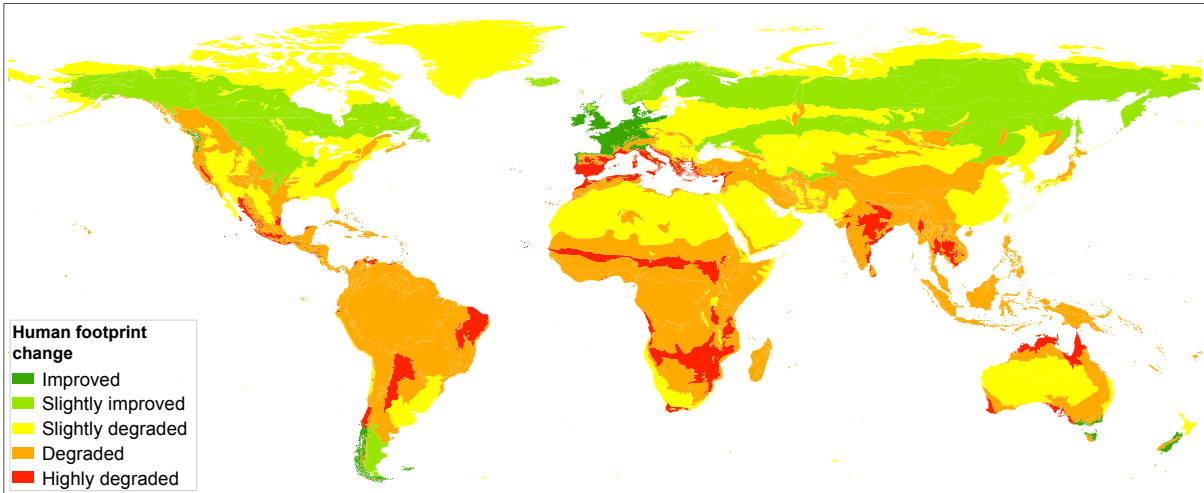 Human footprint
change
Improved
Slightly improved
Slightly degraded
Degraded
Highly degraded